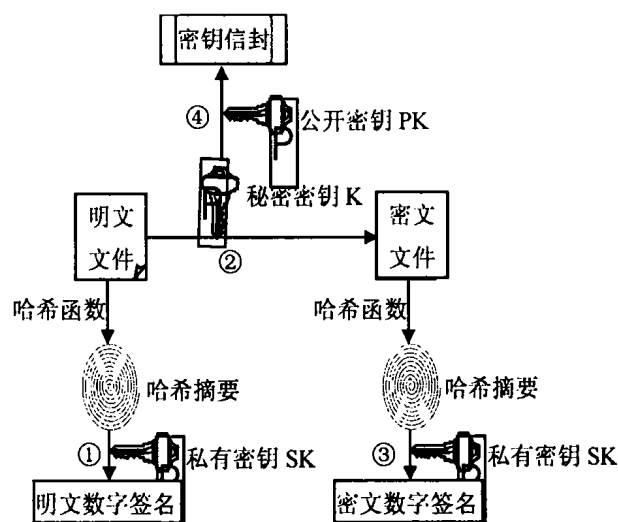 密钥信封
④
公开密钥 PK
秘密密钥 K
明文
文件
密文
文件
②
哈希函数
哈希函数
哈希摘要
哈希摘要
①
私有密钥 SK
③
私有密钥 SK
明文数字签名
密文数字签名